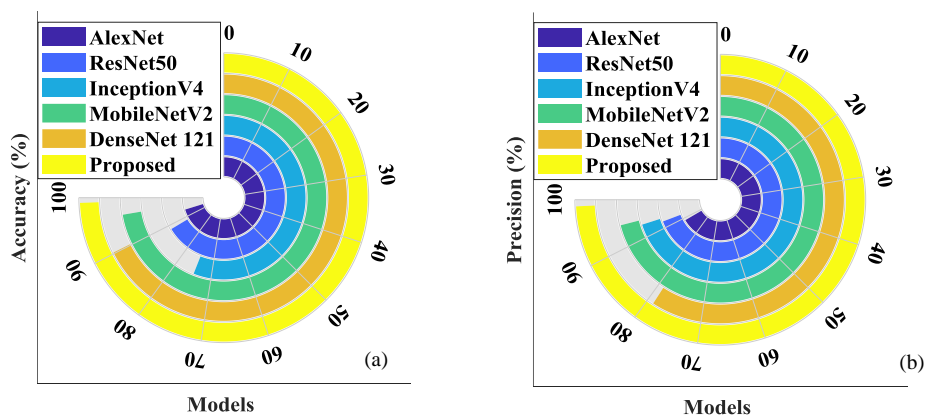 AlexNet
ResNet50
InceptionV4
MobileNetV2
DenseNet 121
Proposed
0
10
20
30
40
50
60
70
80
90
100
Accuracy (%)
Models
(a)
AlexNet
ResNet50
InceptionV4
MobileNetV2
DenseNet 121
Proposed
0
10
20
30
40
50
60
70
80
90
100
Precision (%)
Models
(b)